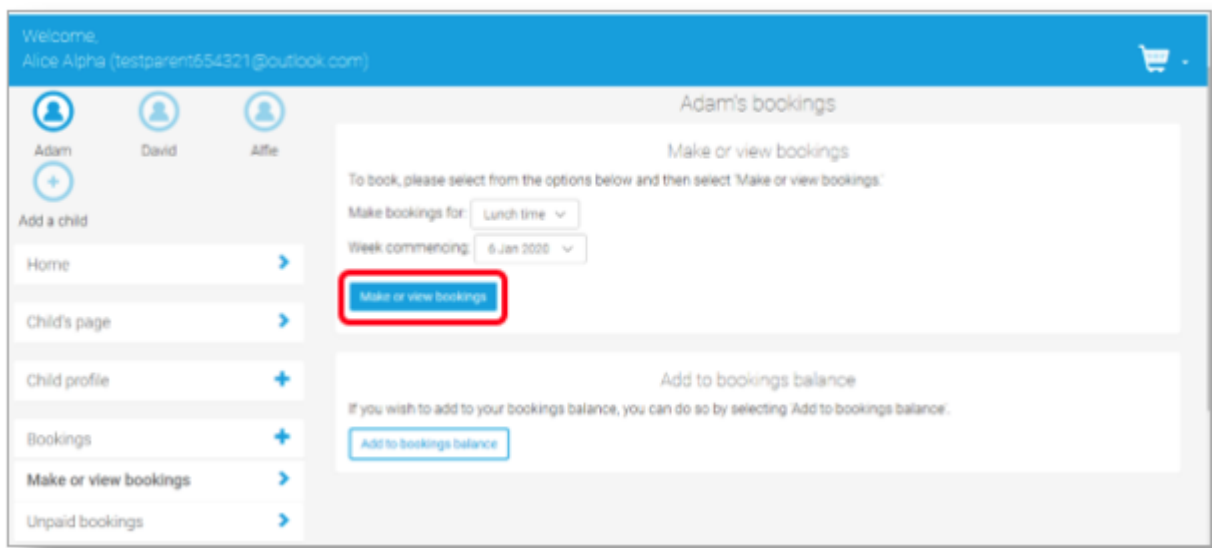 Welcome,
Alice Alpha (testparent654321@outlook.com)
Adam David Alfie
Add a child
Home
Child's page
Child profile
Bookings
Make or view bookings
Unpaid bookings
Adam's bookings
Make or view bookings
To book, please select from the options below and then select 'Make or view bookings.'
Make bookings for: Lunch time
Week commencing: 6 Jan 2020
Make or view bookings
Add to bookings balance
If you wish to add to your bookings balance, you can do so by selecting 'Add to bookings balance'.
Add to bookings balance